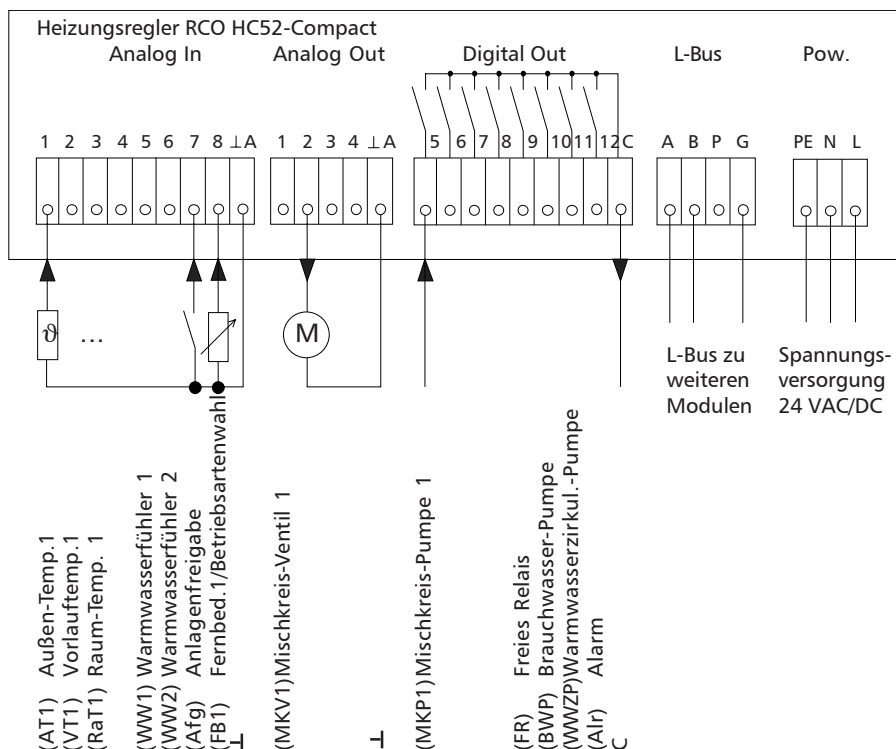 Heizungsregler RCO HC52-Compact
Analog In Analog Out Digital Out L-Bus Pow.
1 2 3 4 5 6 7 8 ⊥A 1 2 3 4 ⊥A 5 6 7 8 9 10 11 12 C A B P G PE N L
ϑ ... M
L-Bus zu
weiteren
Modulen
Spannungs-
versorgung
24 VAC/DC
(AT1) Außen-Temp.1
(VT1) Vorlauftemp.1
(RaT1) Raum-Temp. 1
(WW1) Warmwasserfühler 1
(WW2) Warmwasserfühler 2
(Afg) Anlagenfreigabe
(FB1) Fernbed.1/Betriebsartenwahl
⊥
(MKV1) Mischkreis-Ventil 1
⊥
(MKP1) Mischkreis-Pumpe 1
(FR) Freies Relais
(BWP) Brauchwasser-Pumpe
(WWZP) Warmwasserzirkul.-Pumpe
(Alr) Alarm
C